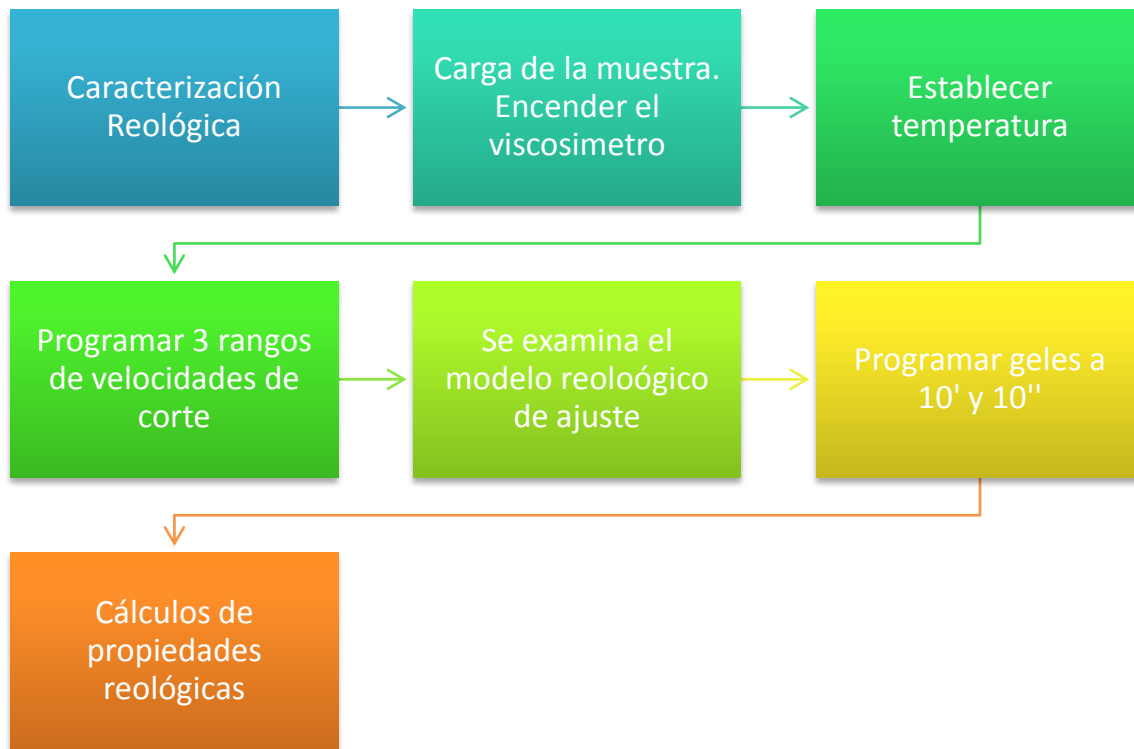 Caracterización
Reológica
Carga de la muestra.
Encender el
viscosimetro
Establecer
temperatura
Programar 3 rangos
de velocidades de
corte
Se examina el
modelo reoloógico
de ajuste
Programar geles a
10' y 10''
Cálculos de
propiedades
reológicas